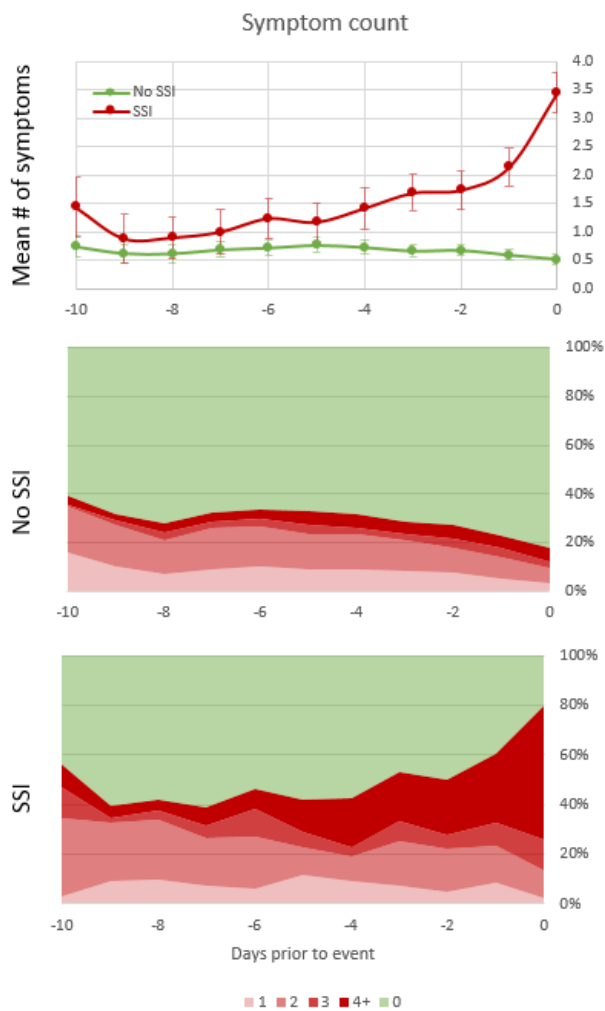 Symptom count
Mean # of symptoms
No SSI
SSI
4.0
3.5
3.0
2.5
2.0
1.5
1.0
0.5
0.0
-10 -8 -6 -4 -2 0
No SSI
100%
80%
60%
40%
20%
0%
-10 -8 -6 -4 -2 0
SSI
100%
80%
60%
40%
20%
0%
-10 -8 -6 -4 -2 0
Days prior to event
1 2 3 4+ 0